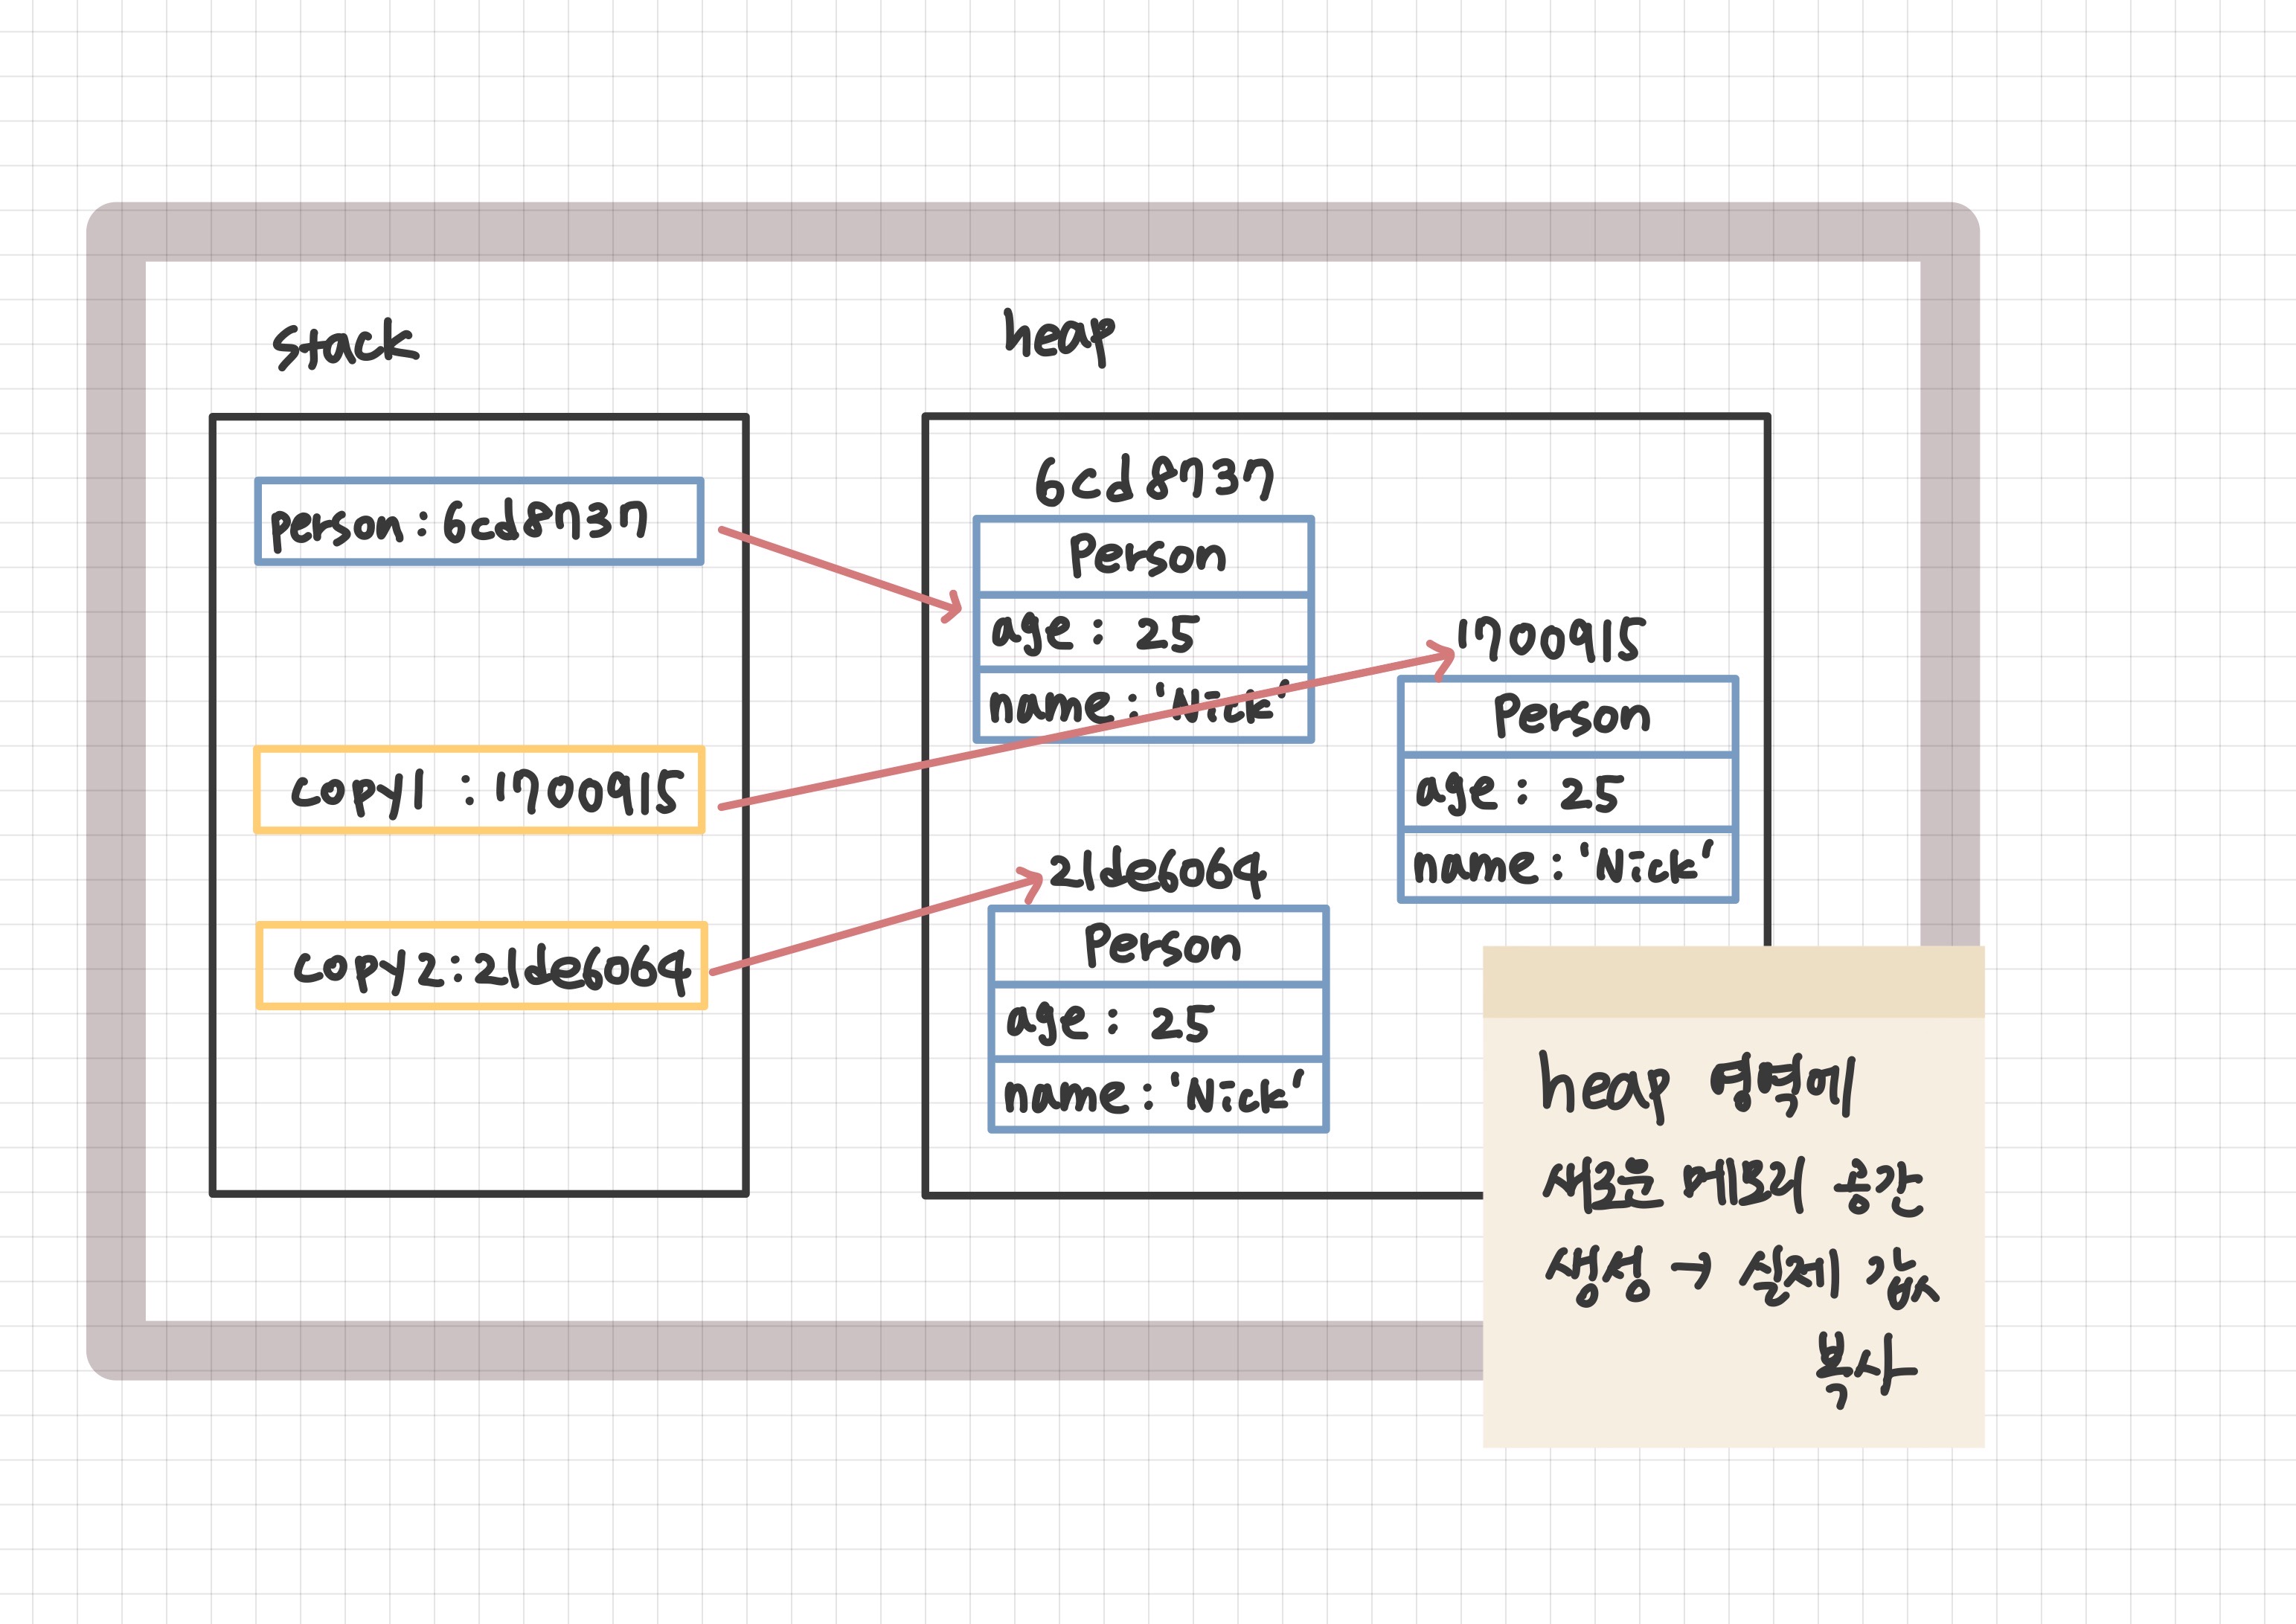 stack
heap
person : 6cd8737
copy1 : 1700915
copy2 : 21de6064
6cd8737
Person
age : 25
name : 'Nick'
1700915
Person
age : 25
name : 'Nick'
21de6064
Person
age : 25
name : 'Nick'
heap 영역에
새로운 메모리 공간
생성 → 실제 값
복사